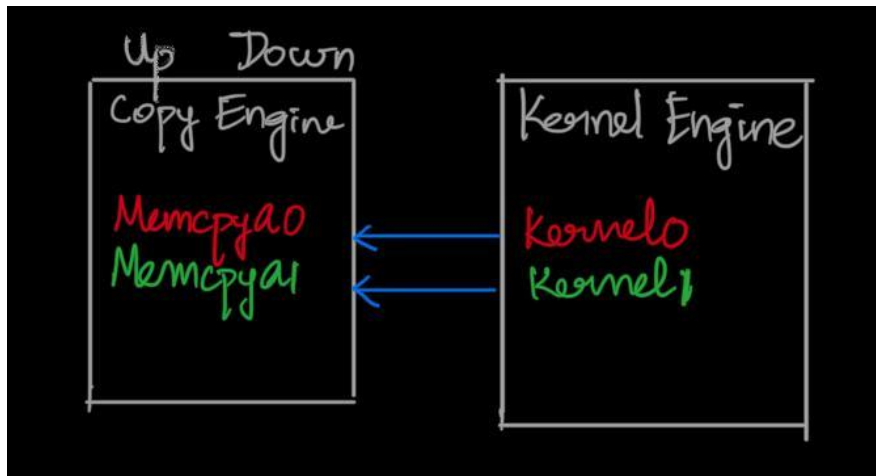 Up Down
Copy Engine
Memcpya0
Memcpya1
Kernel Engine
Kernel0
Kernel1